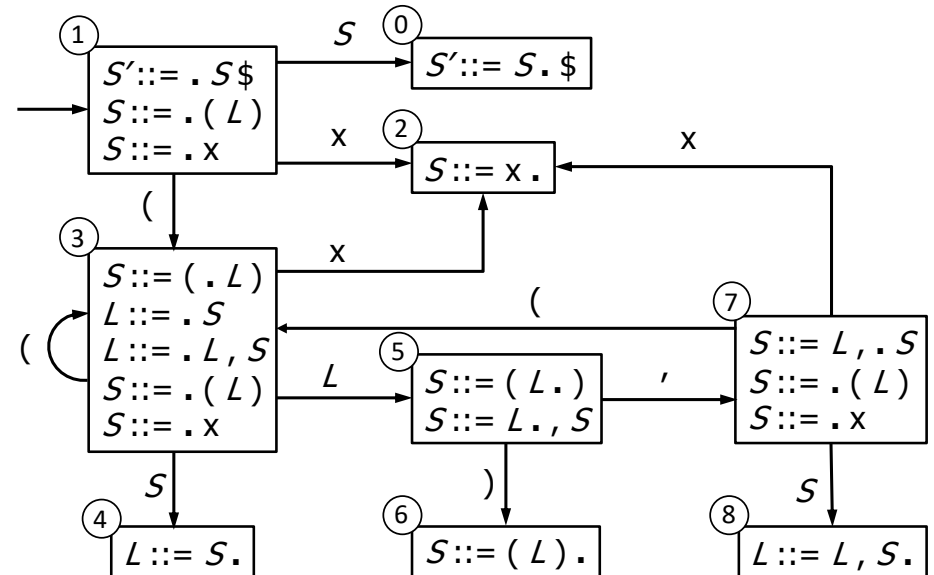 1
S′::= . S $
S ::= . ( L )
S ::= . x
S
0
S′::= S . $
x
2
S ::= x .
x
(
3
S ::= ( . L )
L ::= . S
L ::= . L , S
S ::= . ( L )
S ::= . x
x
(
(
L
5
S ::= ( L . )
S ::= L . , S
,
7
S ::= L , . S
S ::= . ( L )
S ::= . x
S
4
L ::= S .
)
6
S ::= ( L ) .
S
8
L ::= L , S .